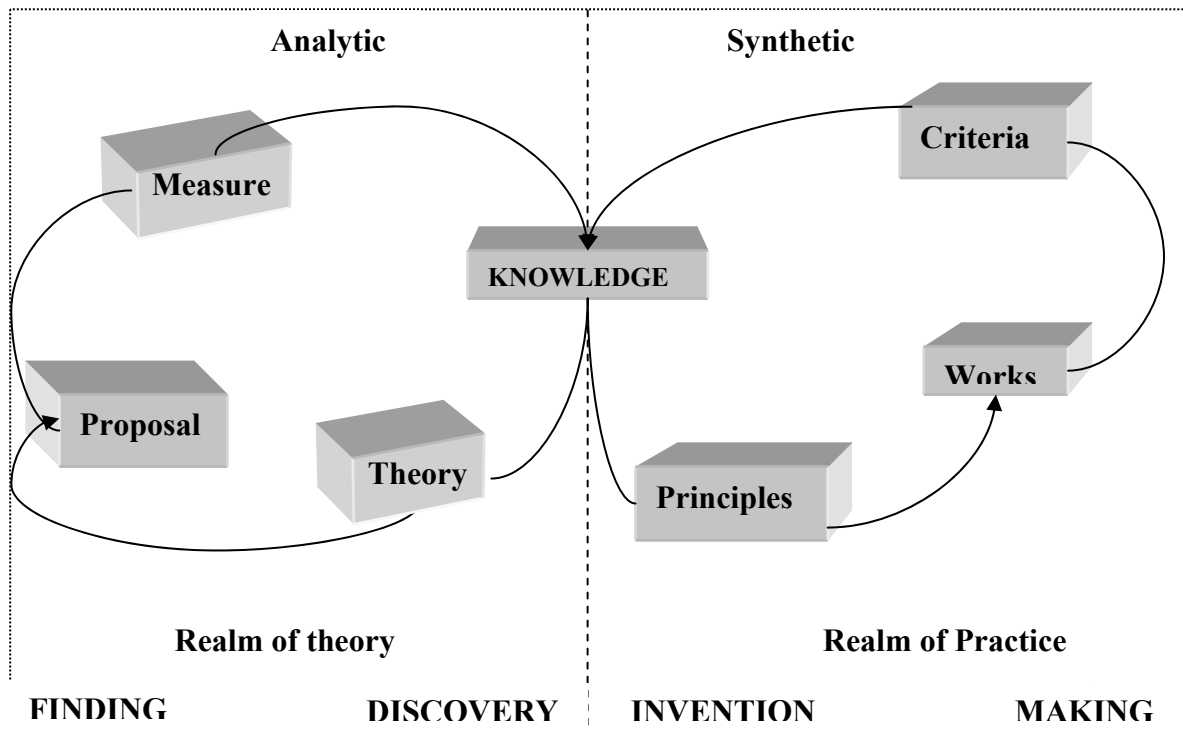 Analytic
Synthetic
Measure
Criteria
KNOWLEDGE
Proposal
Theory
Works
Principles
Realm of theory
Realm of Practice
FINDING
DISCOVERY
INVENTION
MAKING